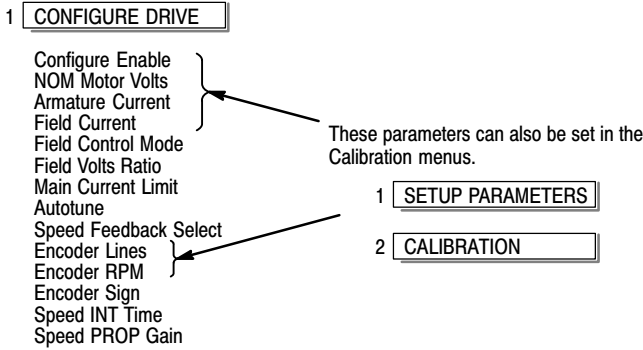 1 CONFIGURE DRIVE
Configure Enable
NOM Motor Volts
Armature Current
Field Current
Field Control Mode
Field Volts Ratio
Main Current Limit
Autotune
Speed Feedback Select
Encoder Lines
Encoder RPM
Encoder Sign
Speed INT Time
Speed PROP Gain
These parameters can also be set in the
Calibration menus.
1 SETUP PARAMETERS
2 CALIBRATION